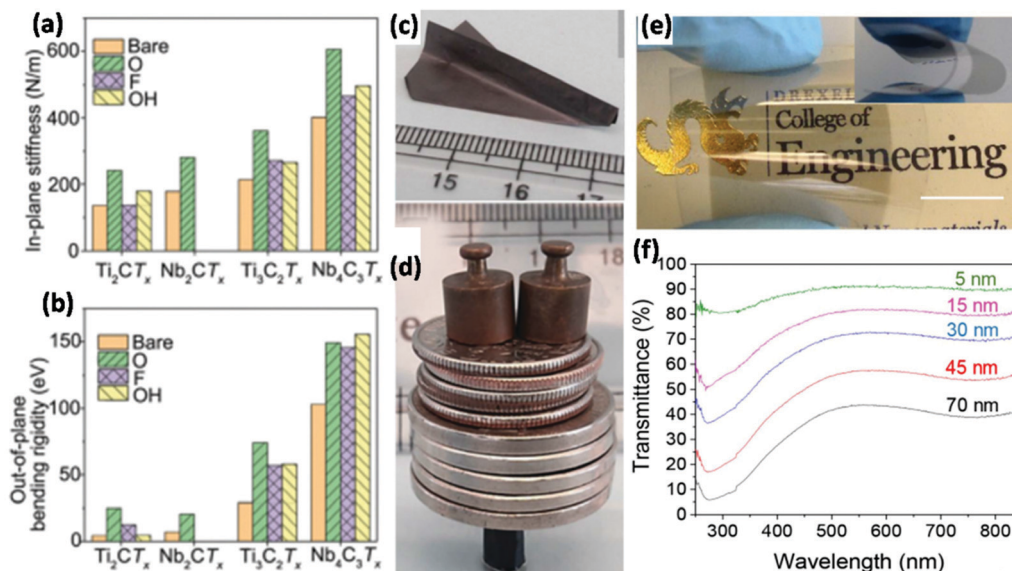 (a)
In-plane stiffness (N/m)
600
400
200
0
Bare
O
F
OH
Ti₂CTₓ Nb₂CTₓ Ti₃C₂Tₓ Nb₄C₃Tₓ
(b)
Out-of-plane
bending rigidity (eV)
150
100
50
0
Bare
O
F
OH
Ti₂CTₓ Nb₂CTₓ Ti₃C₂Tₓ Nb₄C₃Tₓ
(c)
15 16 17
(d)
18
(e)
DREXEL
College of
Engineering
(f)
Transmittance (%)
100
90
80
70
60
50
40
30
20
10
0
5 nm
15 nm
30 nm
45 nm
70 nm
300 400 500 600 700 800
Wavelength (nm)